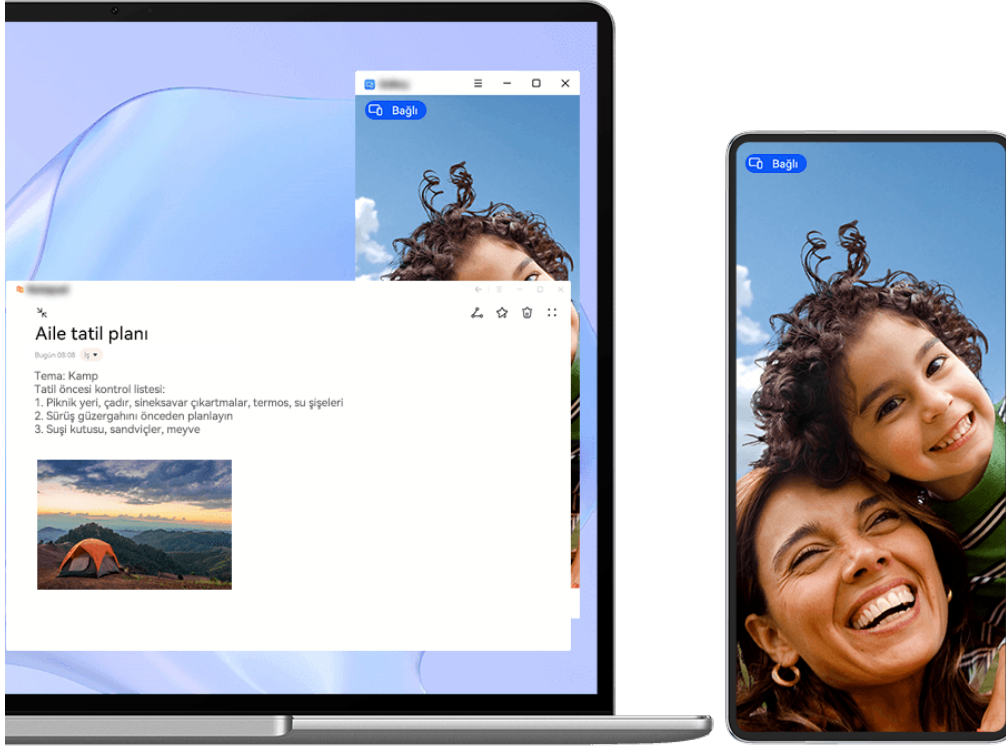 Bağlı
Bağlı
Aile tatil planı
Bugün 08:08 İş
Tema: Kamp
Tatil öncesi kontrol listesi:
1. Piknik yeri, çadır, sineksavar çıkartmalar, termos, su şişeleri
2. Sürüş güzergahını önceden planlayın
3. Suşi kutusu, sandviçler, meyve